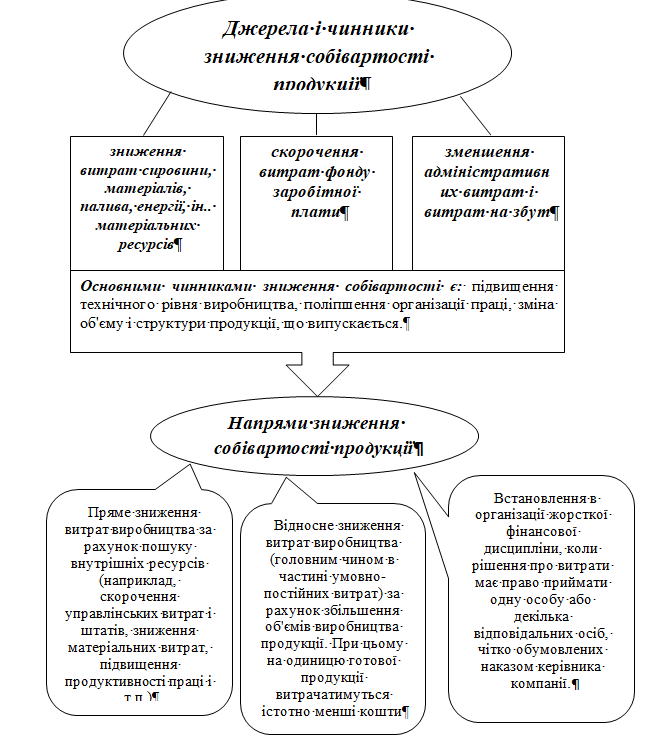 Джерела і чинники
зниження собівартості
продукції¶
зниження
витрат сировини,
матеріалів,
палива, енергії, ін..
матеріальних
ресурсів¶
скорочення
витрат фонду
заробітної
плати¶
зменшення
адміністративн
их витрат і
витрат на збут¶
Основними чинниками зниження собівартості є: підвищення
технічного рівня виробництва, поліпшення організації праці, зміна
об'єму і структури продукції, що випускається.¶
Напрями зниження
собівартості продукції¶
Пряме зниження
витрат виробництва за
рахунок пошуку
внутрішніх ресурсів
(наприклад,
скорочення
управлінських витрат і
штатів, зниження
матеріальних витрат,
підвищення
продуктивності праці і
т.п.)¶
Відносне зниження
витрат виробництва
(головним чином в
частині умовно-
постійних витрат) за
рахунок збільшення
об'ємів виробництва
продукції. При цьому
на одиницю готової
продукції
витрачатимуться
істотно менші кошти¶
Встановлення в
організації жорсткої
фінансової
дисципліни, коли
рішення про витрати
має право приймати
одну особу або
декілька
відповідальних осіб,
чітко обумовлених
наказом керівника
компанії.¶